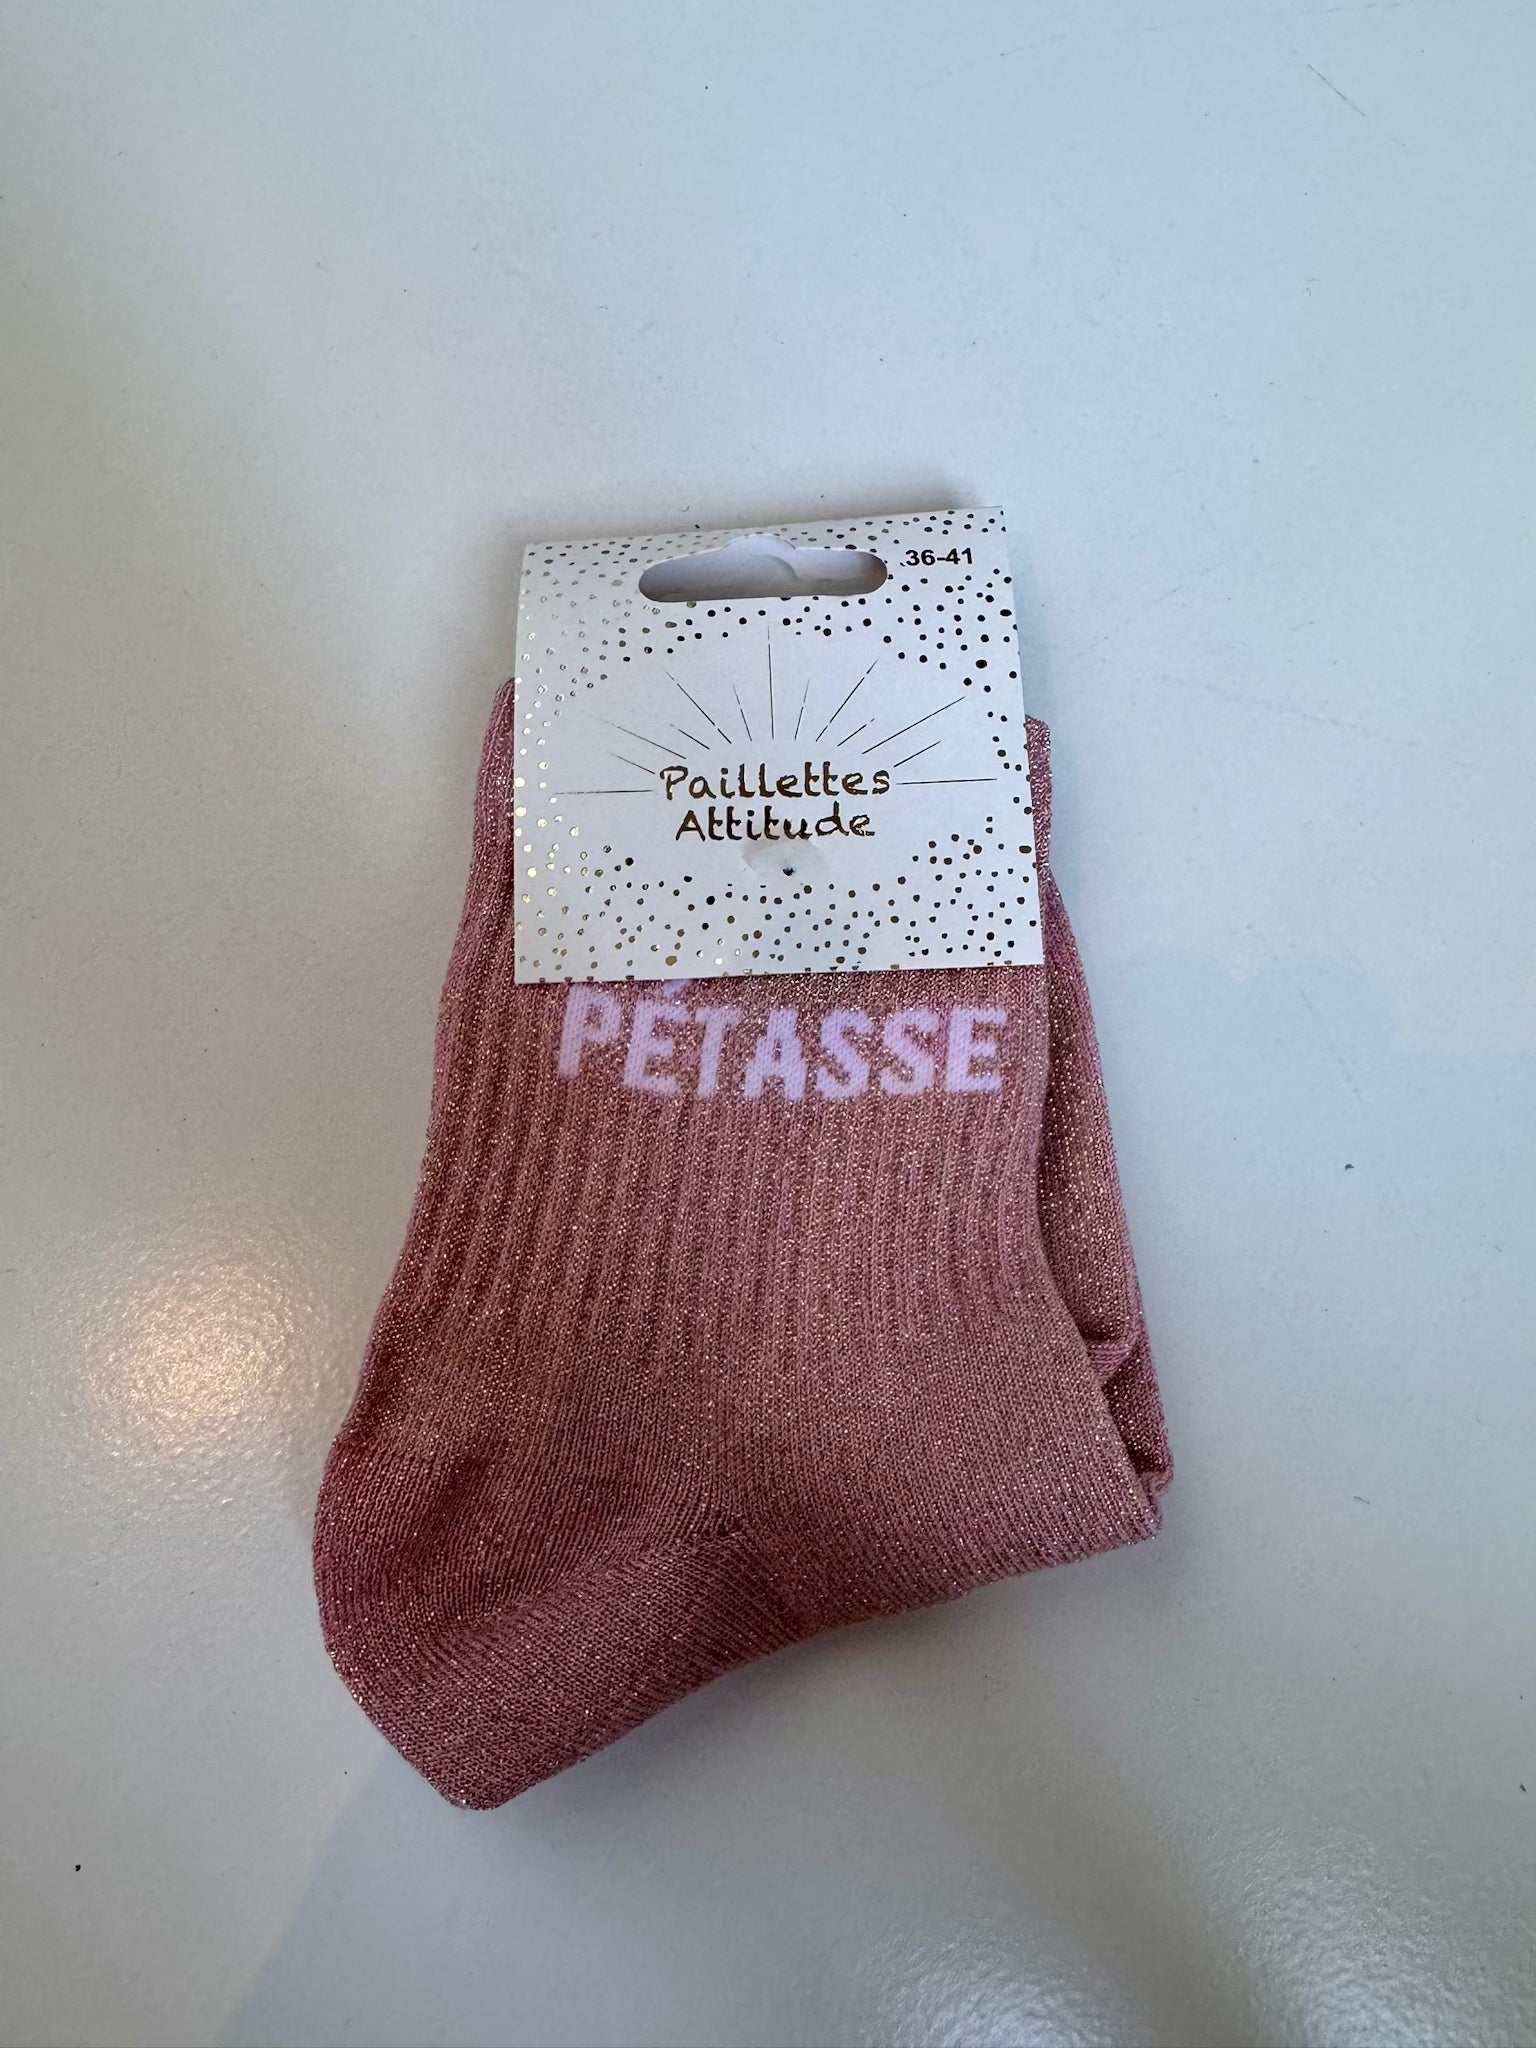 36-41
Paillettes
Attitude
PÉTASSE